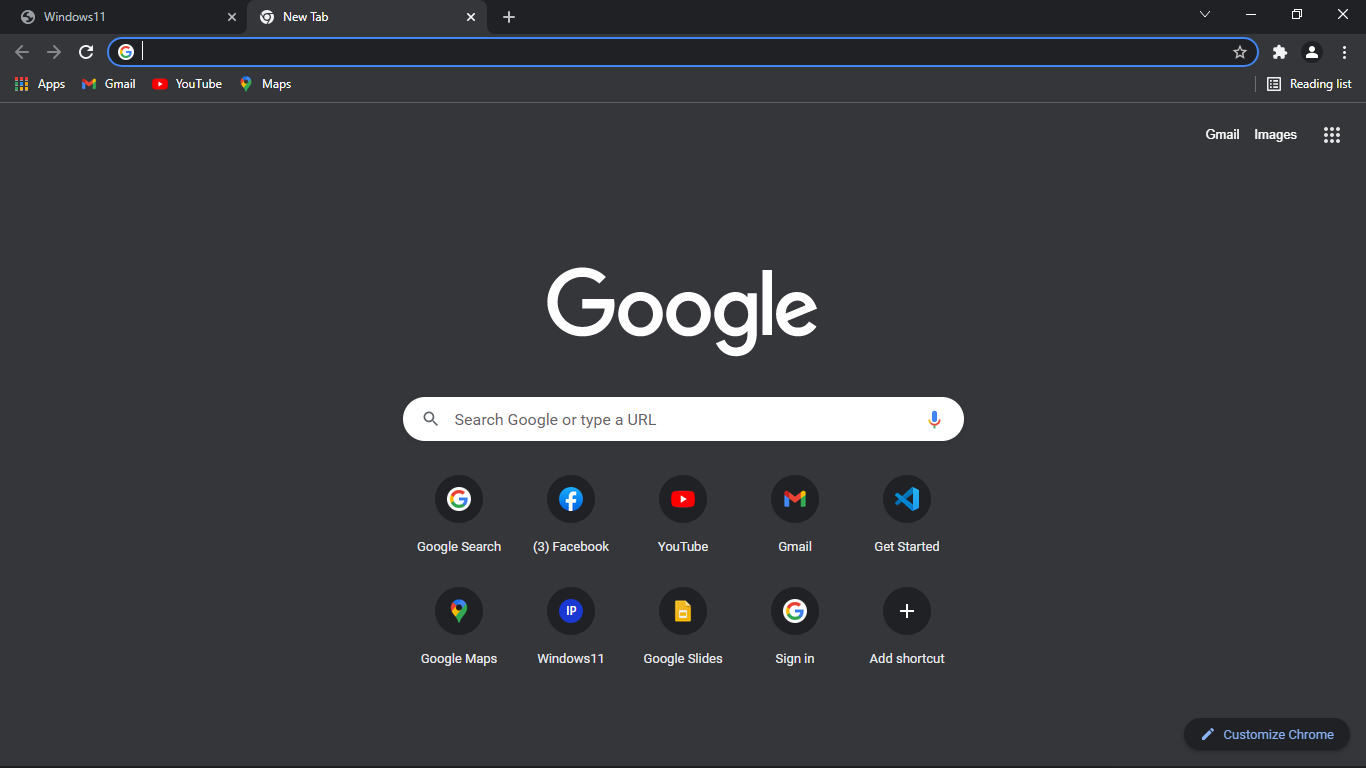 Windows11
New Tab
Apps
Gmail
YouTube
Maps
Reading list
Gmail
Images
Google
Search Google or type a URL
Google Search
(3) Facebook
YouTube
Gmail
Get Started
IP
Google Maps
Windows11
Google Slides
Sign in
Add shortcut
Customize Chrome